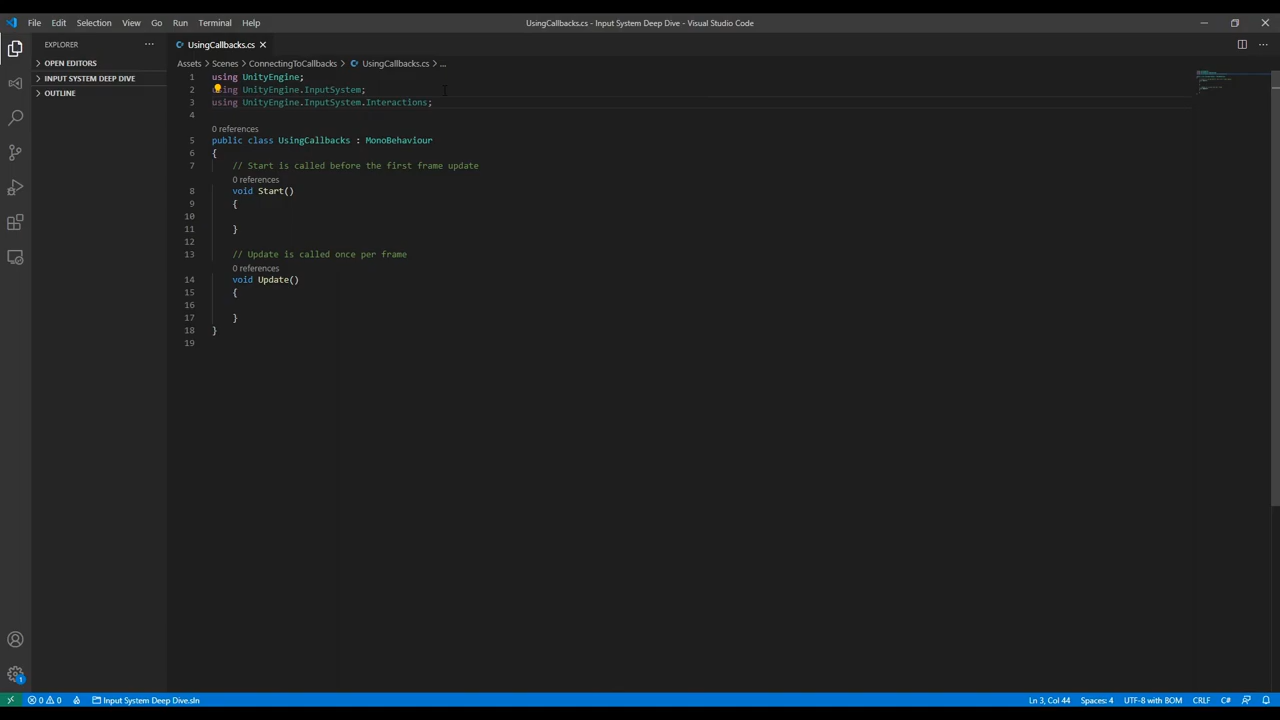 File Edit Selection View Go Run Terminal Help
UsingCallbacks.cs - Input System Deep Dive - Visual Studio Code
EXPLORER
OPEN EDITORS
INPUT SYSTEM DEEP DIVE
OUTLINE
UsingCallbacks.cs
Assets > Scenes > ConnectingToCallbacks > UsingCallbacks.cs > ...
1 using UnityEngine;
2 using UnityEngine.InputSystem;
3 using UnityEngine.InputSystem.Interactions;
4
0 references
5 public class UsingCallbacks : MonoBehaviour
6 {
7 // Start is called before the first frame update
0 references
8 void Start()
9 {
10
11 }
12
13 // Update is called once per frame
0 references
14 void Update()
15 {
16
17 }
18 }
19
1
0 0 Input System Deep Dive.sln Ln 3, Col 44 Spaces: 4 UTF-8 with BOM CRLF C#